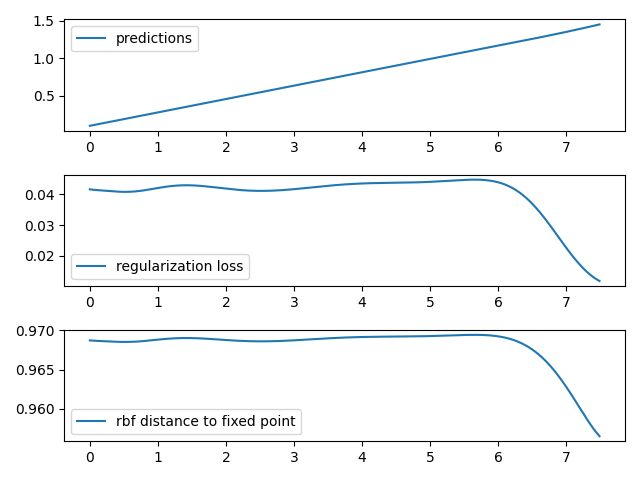 1.5
1.0
0.5
predictions
0 1 2 3 4 5 6 7
0.04
0.03
0.02
regularization loss
0 1 2 3 4 5 6 7
0.970
0.965
0.960
rbf distance to fixed point
0 1 2 3 4 5 6 7